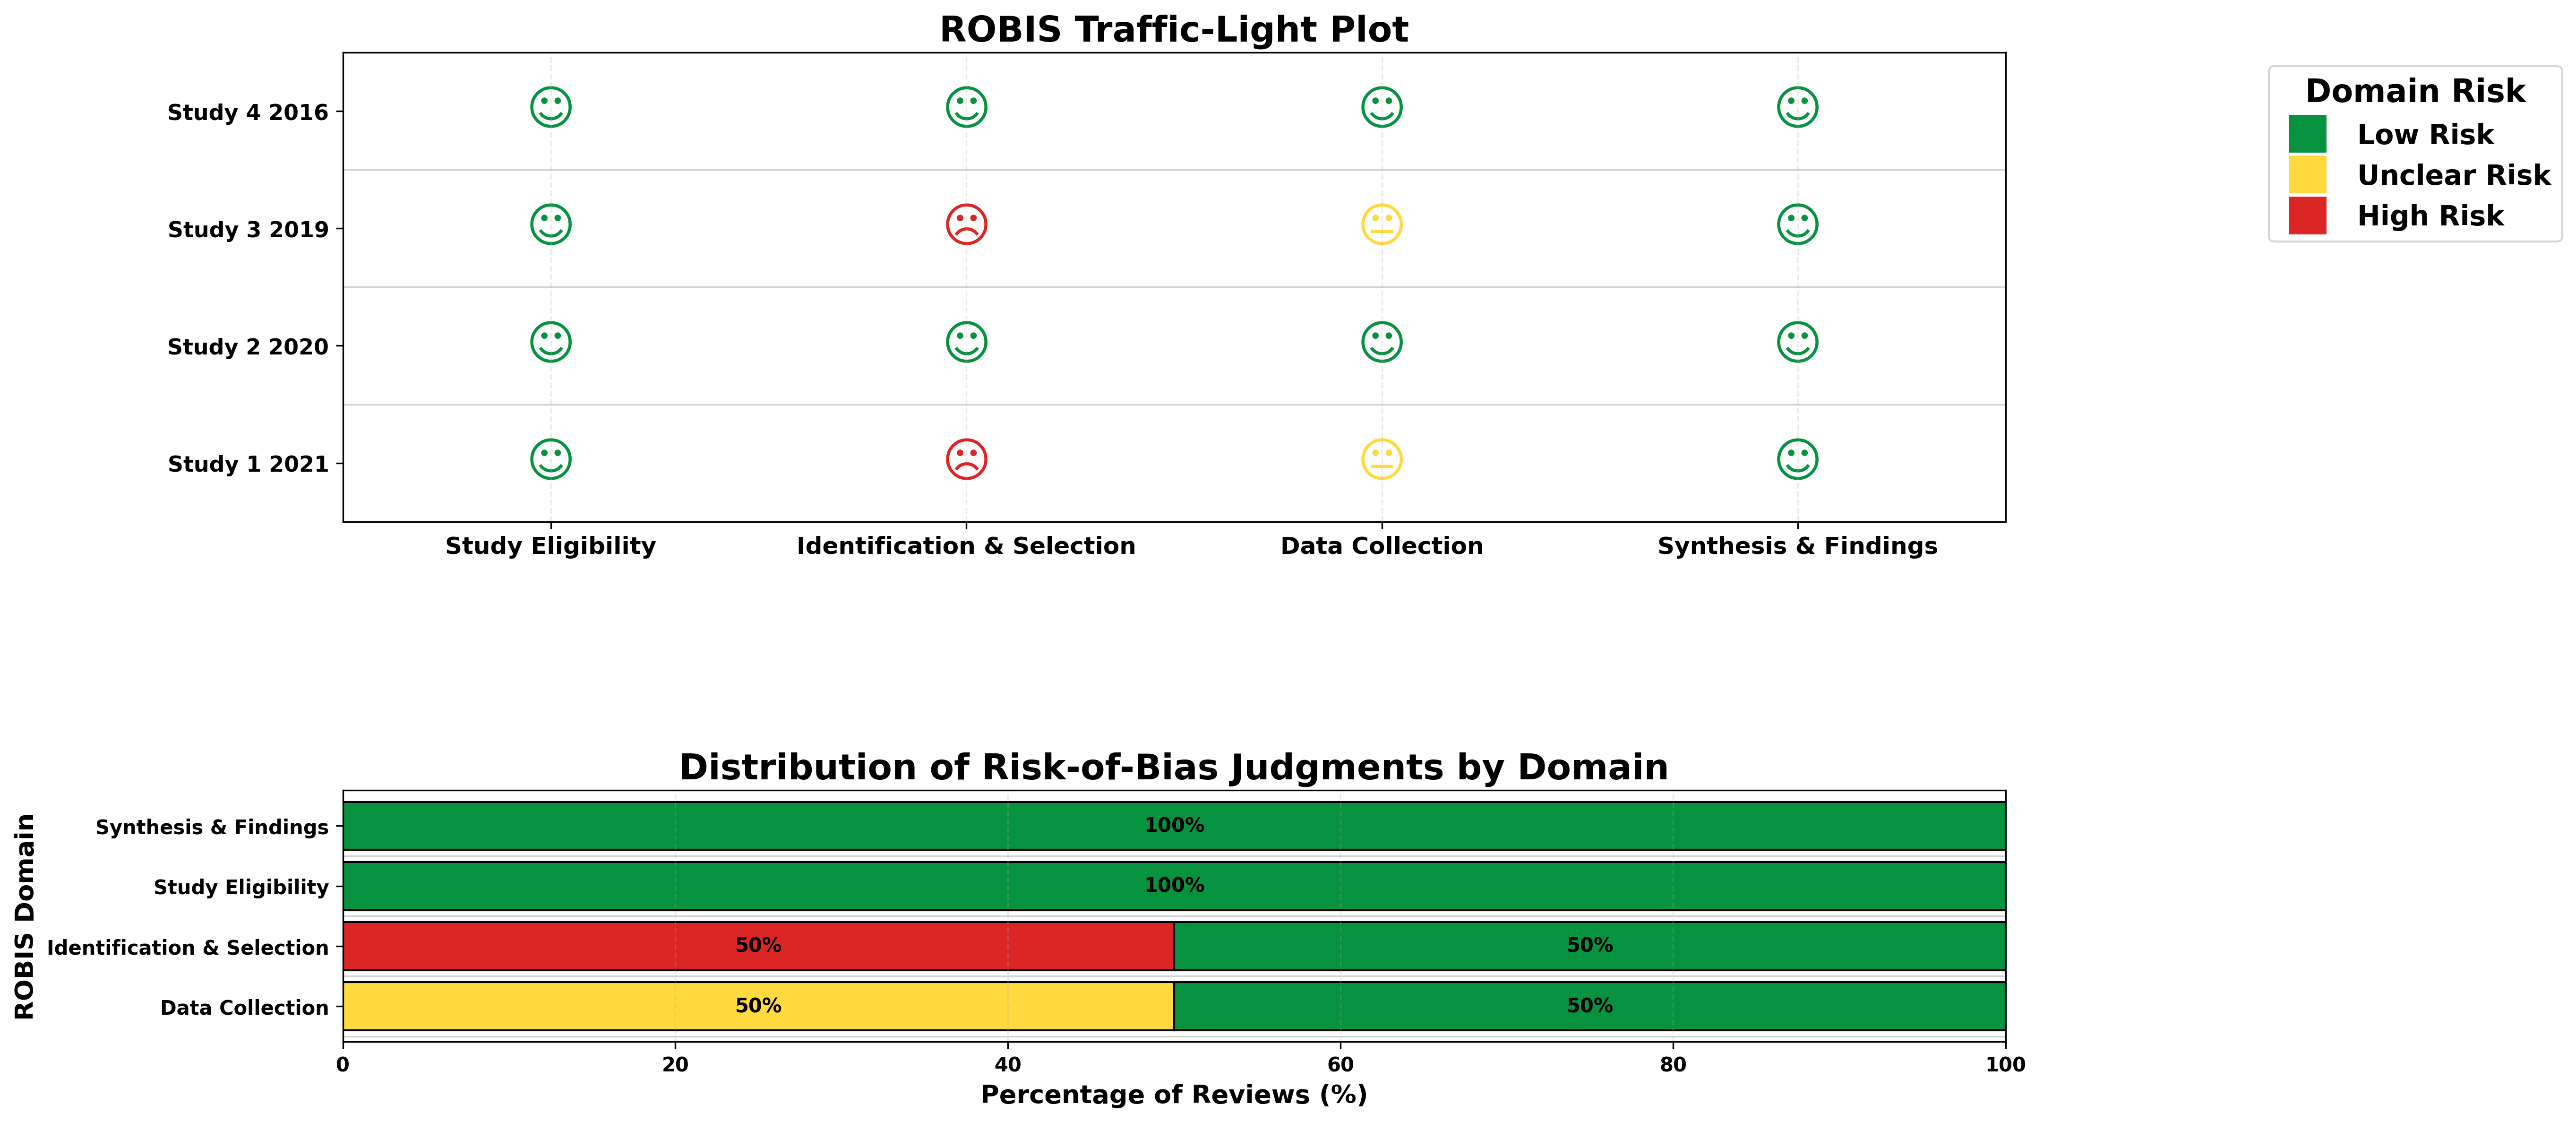 ROBIS Traffic-Light Plot
Study 4 2016
Study 3 2019
Study 2 2020
Study 1 2021
Study Eligibility
Identification & Selection
Data Collection
Synthesis & Findings
Domain Risk
Low Risk
Unclear Risk
High Risk
Distribution of Risk-of-Bias Judgments by Domain
ROBIS Domain
Synthesis & Findings
100%
Study Eligibility
100%
Identification & Selection
50%
50%
Data Collection
50%
50%
0
20
40
60
80
100
Percentage of Reviews (%)